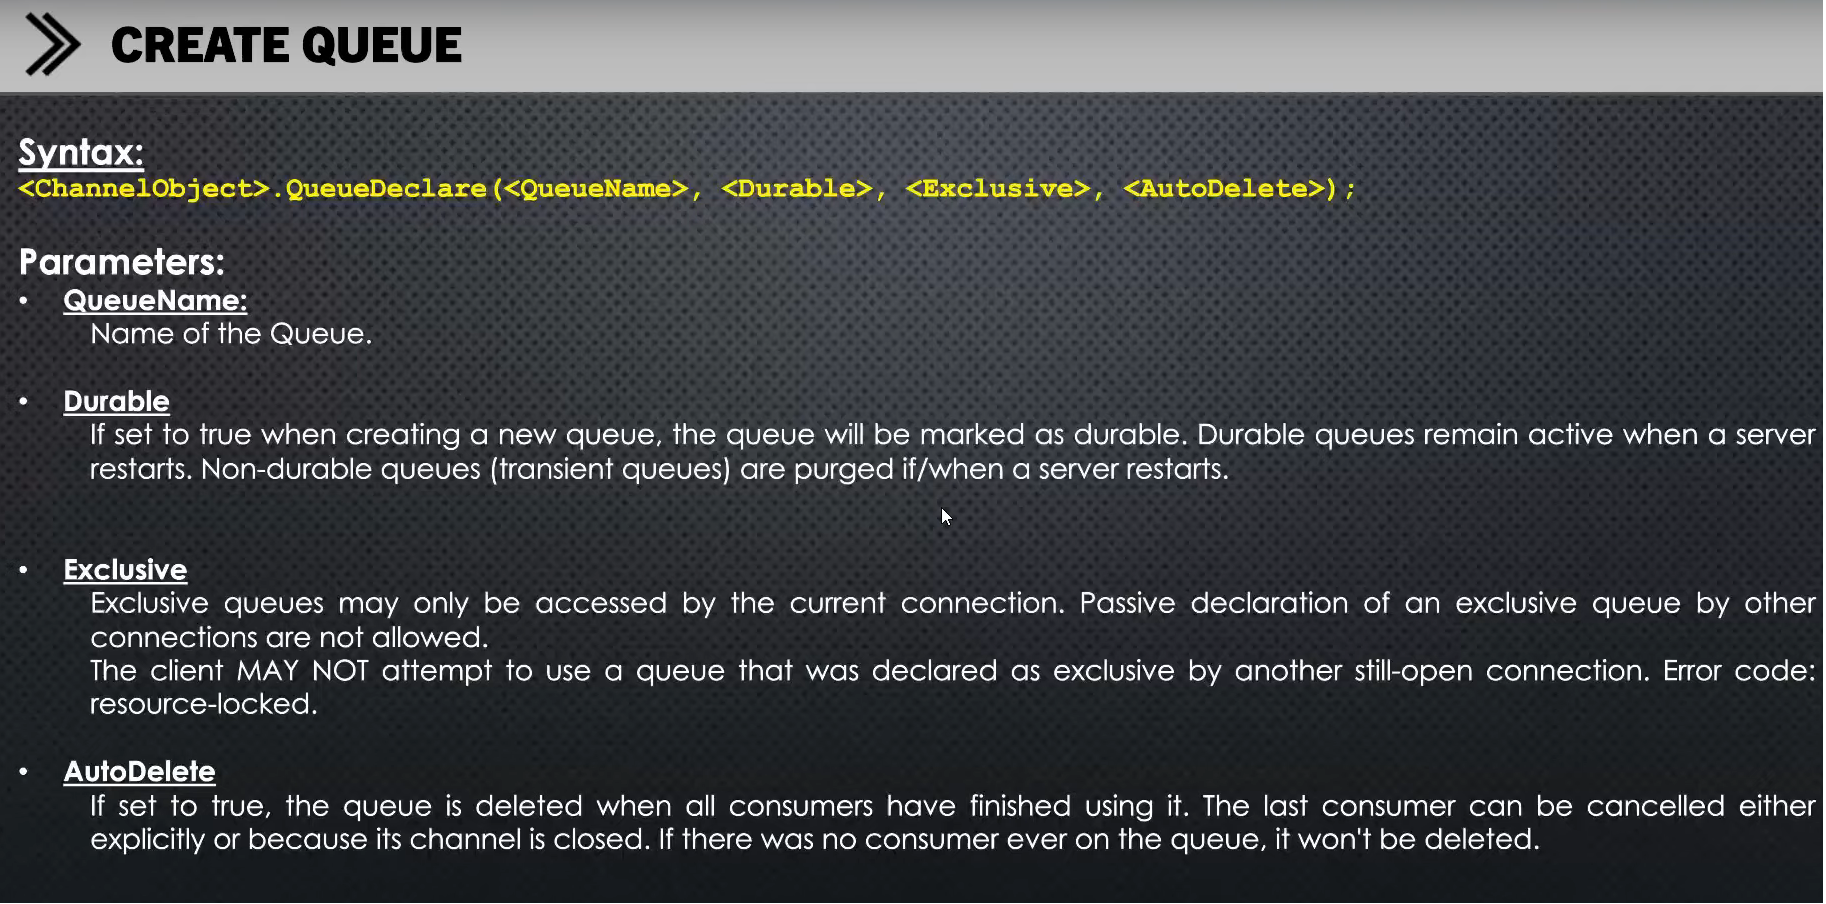 CREATE QUEUE
Syntax:
<ChannelObject>.QueueDeclare(<QueueName>, <Durable>, <Exclusive>, <AutoDelete>);
Parameters:
• QueueName:
Name of the Queue.
• Durable
If set to true when creating a new queue, the queue will be marked as durable. Durable queues remain active when a server
restarts. Non-durable queues (transient queues) are purged if/when a server restarts.
• Exclusive
Exclusive queues may only be accessed by the current connection. Passive declaration of an exclusive queue by other
connections are not allowed.
The client MAY NOT attempt to use a queue that was declared as exclusive by another still-open connection. Error code:
resource-locked.
• AutoDelete
If set to true, the queue is deleted when all consumers have finished using it. The last consumer can be cancelled either
explicitly or because its channel is closed. If there was no consumer ever on the queue, it won't be deleted.